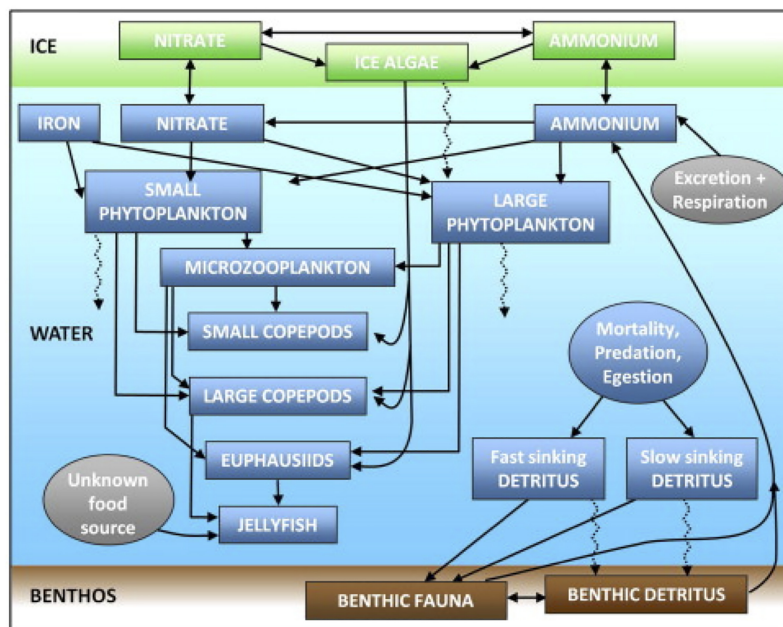 ICE
NITRATE
AMMONIUM
ICE ALGAE
IRON
NITRATE
AMMONIUM
SMALL
PHYTOPLANKTON
LARGE
PHYTOPLANKTON
Excretion +
Respiration
MICROZOOPLANKTON
WATER
SMALL COPEPODS
Mortality,
Predation,
Egestion
LARGE COPEPODS
EUPHAUSIIDS
Fast sinking
DETRITUS
Slow sinking
DETRITUS
Unknown
food
source
JELLYFISH
BENTHOS
BENTHIC FAUNA
BENTHIC DETRITUS